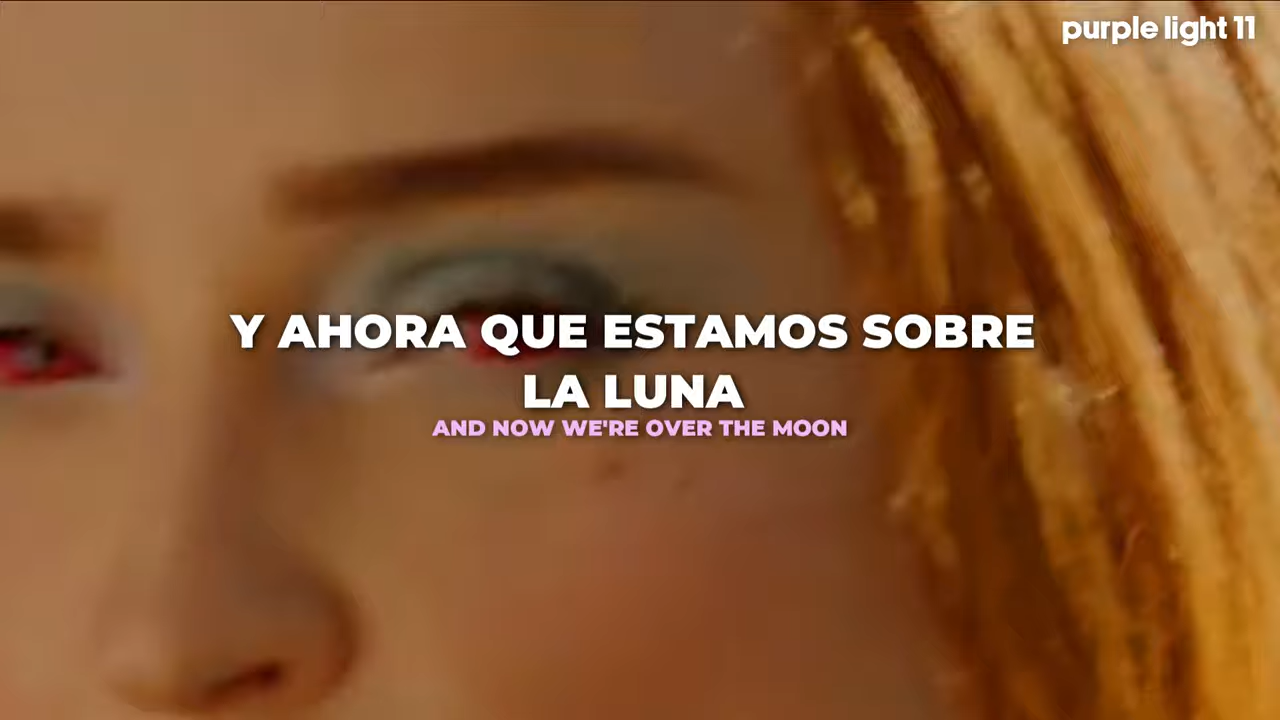 purple light 11
Y AHORA QUE ESTAMOS SOBRE
LA LUNA
AND NOW WE'RE OVER THE MOON